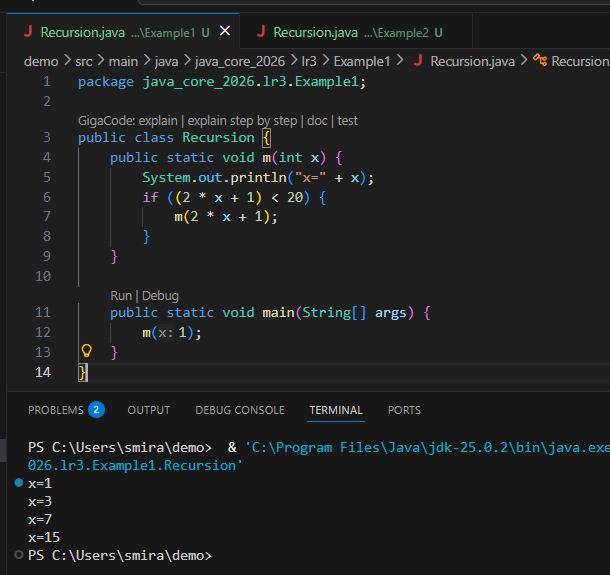 Recursion.java ...\Example1 U Recursion.java ...\Example2 U
demo > src > main > java > java_core_2026 > lr3 > Example1 > Recursion.java > Recursion
1 package java_core_2026.lr3.Example1;
2
GigaCode: explain | explain step by step | doc | test
3 public class Recursion {
4 public static void m(int x) {
5 System.out.println("x=" + x);
6 if ((2 * x + 1) < 20) {
7 m(2 * x + 1);
8 }
9 }
10
Run | Debug
11 public static void main(String[] args) {
12 m(x: 1);
13 }
14 }
PROBLEMS 2 OUTPUT DEBUG CONSOLE TERMINAL PORTS
PS C:\Users\smira\demo> & 'C:\Program Files\Java\jdk-25.0.2\bin\java.exe
026.lr3.Example1.Recursion'
x=1
x=3
x=7
x=15
PS C:\Users\smira\demo>